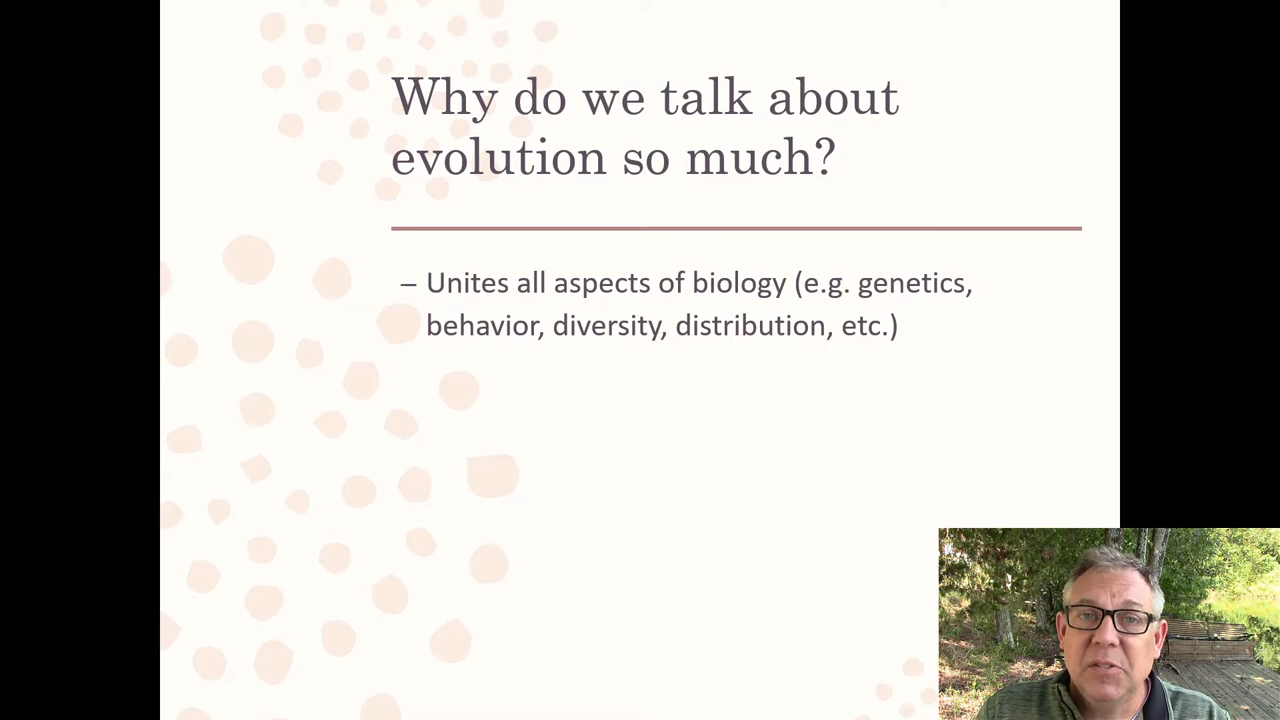 Why do we talk about
evolution so much?
– Unites all aspects of biology (e.g. genetics,
behavior, diversity, distribution, etc.)